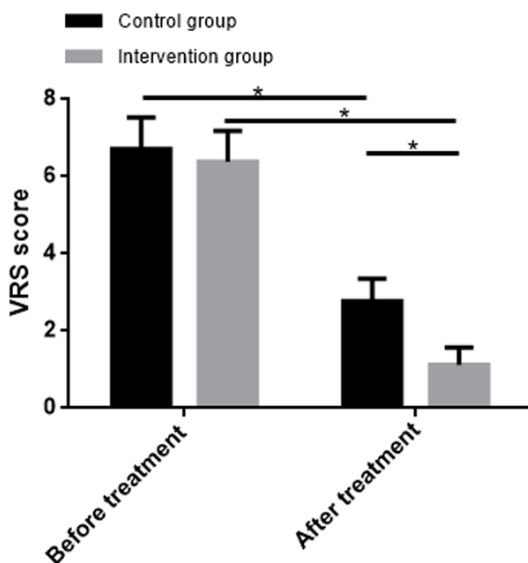 Control group
Intervention group
VRS score
8
6
4
2
0
*
*
*
Before treatment
After treatment